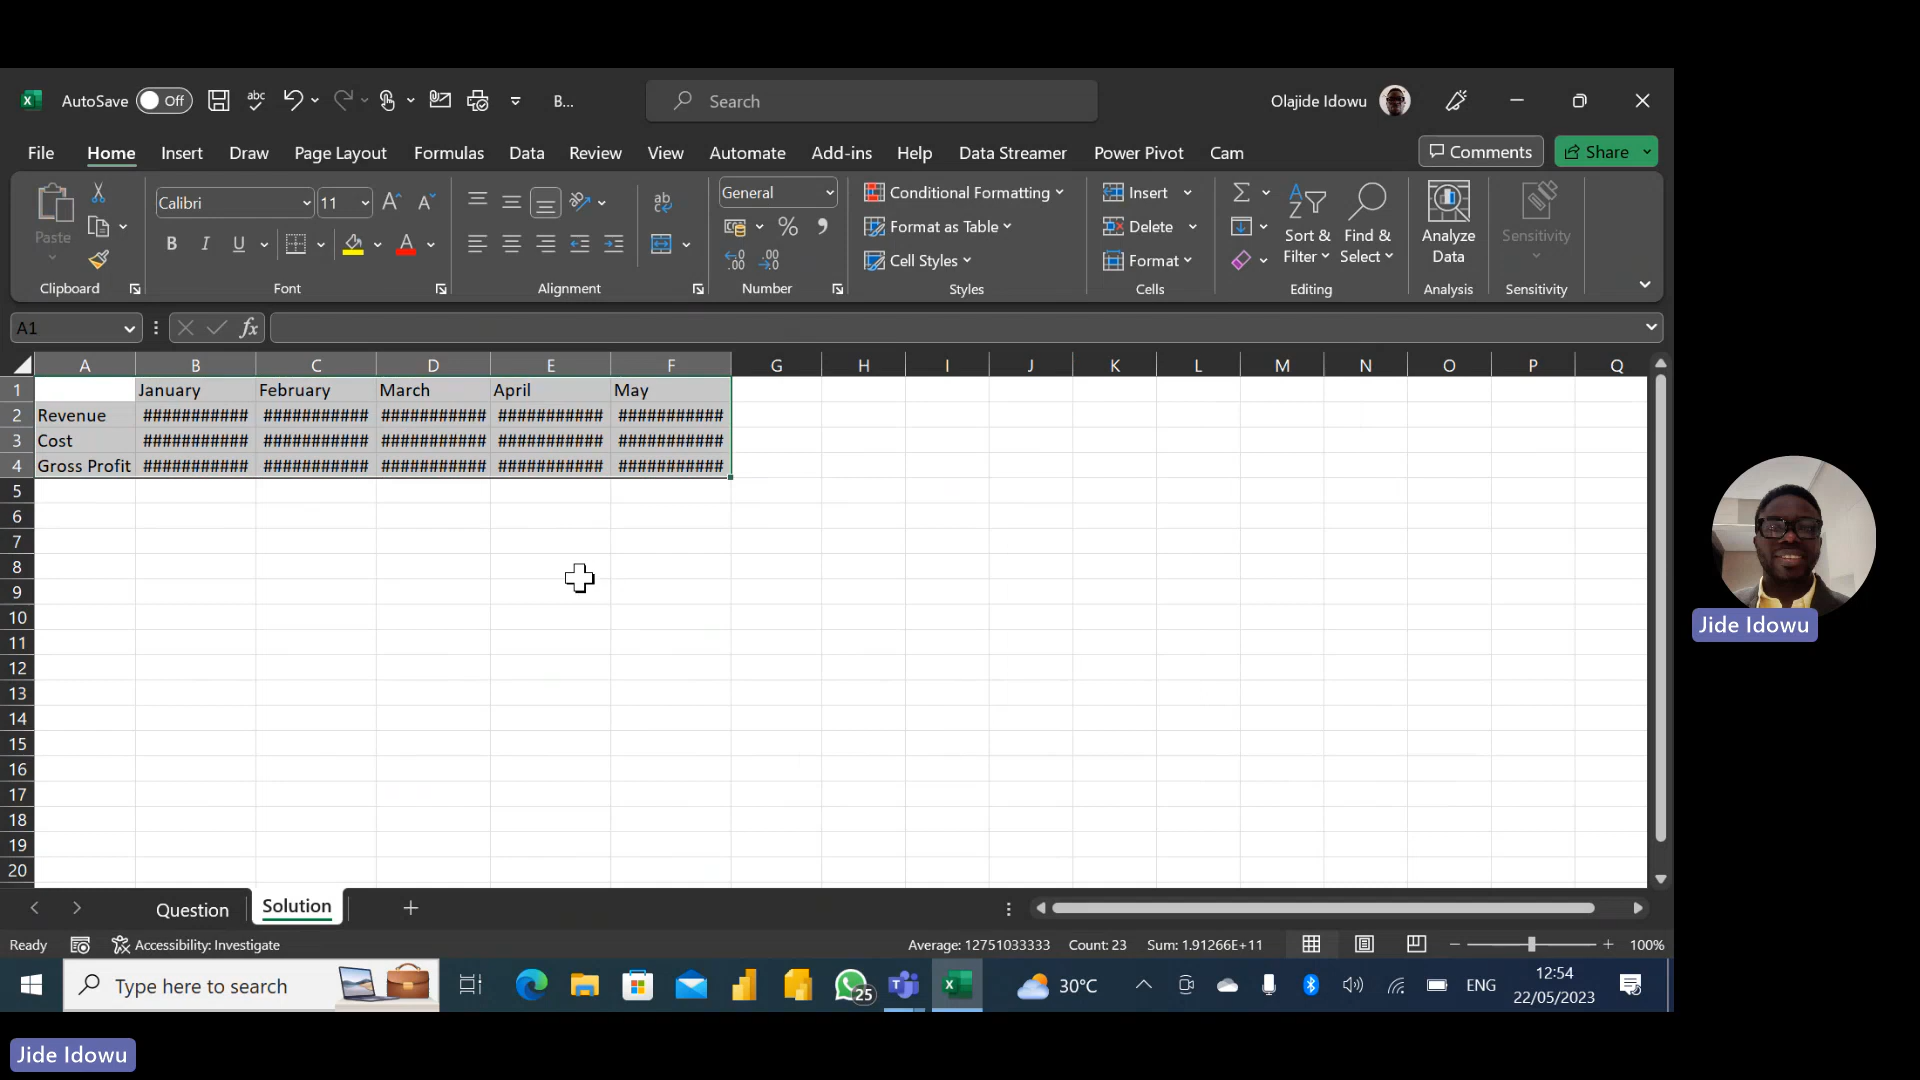 AutoSave Off B... Search Olajide Idowu
File Home Insert Draw Page Layout Formulas Data Review View Automate Add-ins Help Data Streamer Power Pivot Cam Comments Share
Paste Calibri 11 General Conditional Formatting Insert Sort & Filter Find & Select Analyze Data Sensitivity
B I U Format as Table Delete
Cell Styles Format
Clipboard Font Alignment Number Styles Cells Editing Analysis Sensitivity
A1 fx
A B C D E F G H I J K L M N O P Q
1 January February March April May
2 Revenue ########### ########### ########### ########### ###########
3 Cost ########### ########### ########### ########### ###########
4 Gross Profit ########### ########### ########### ########### ###########
5
6
7
8
9
10
11
12
13
14
15
16
17
18
19
20
Question Solution
Ready Accessibility: Investigate Average: 12751033333 Count: 23 Sum: 1.91266E+11 100%
Type here to search 25 30°C ENG 12:54
22/05/2023
Jide Idowu
Jide Idowu